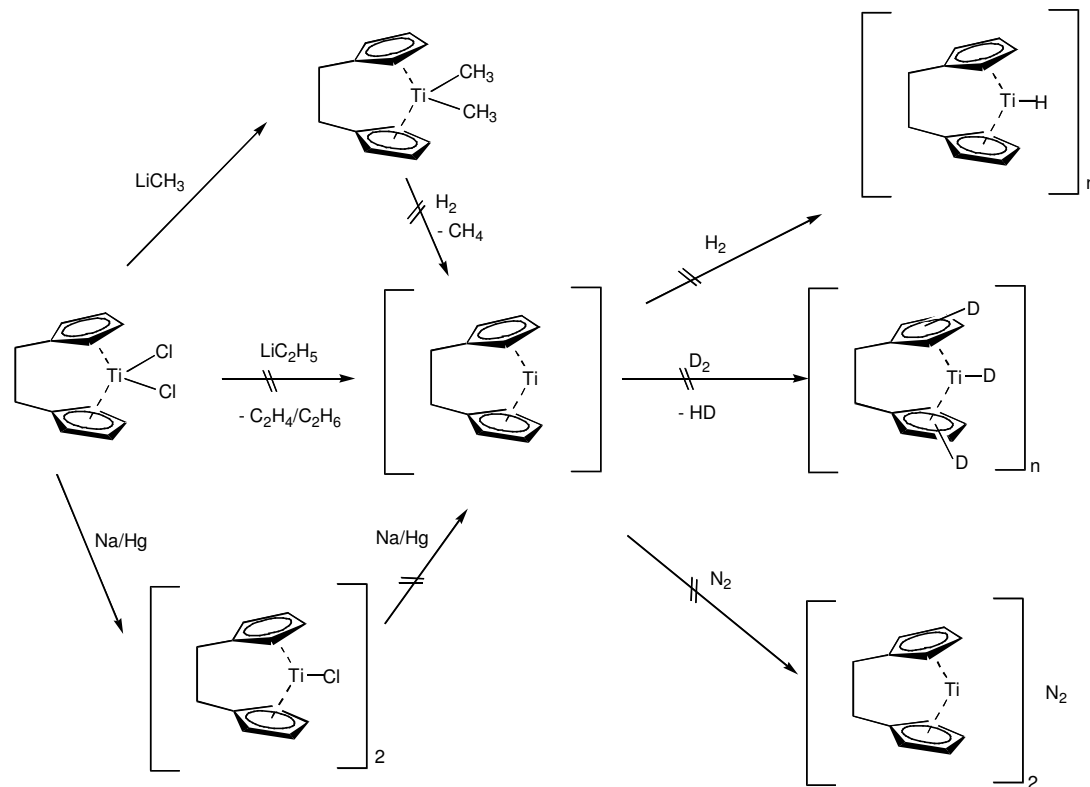 Ti
CH3
CH3
Ti
H
n
LiCH3
H2
- CH4
H2
Ti
Cl
Cl
LiC2H5
- C2H4/C2H6
Ti
D2
- HD
D
Ti
D
D
n
Na/Hg
Na/Hg
N2
Ti
Cl
2
Ti
N2
2